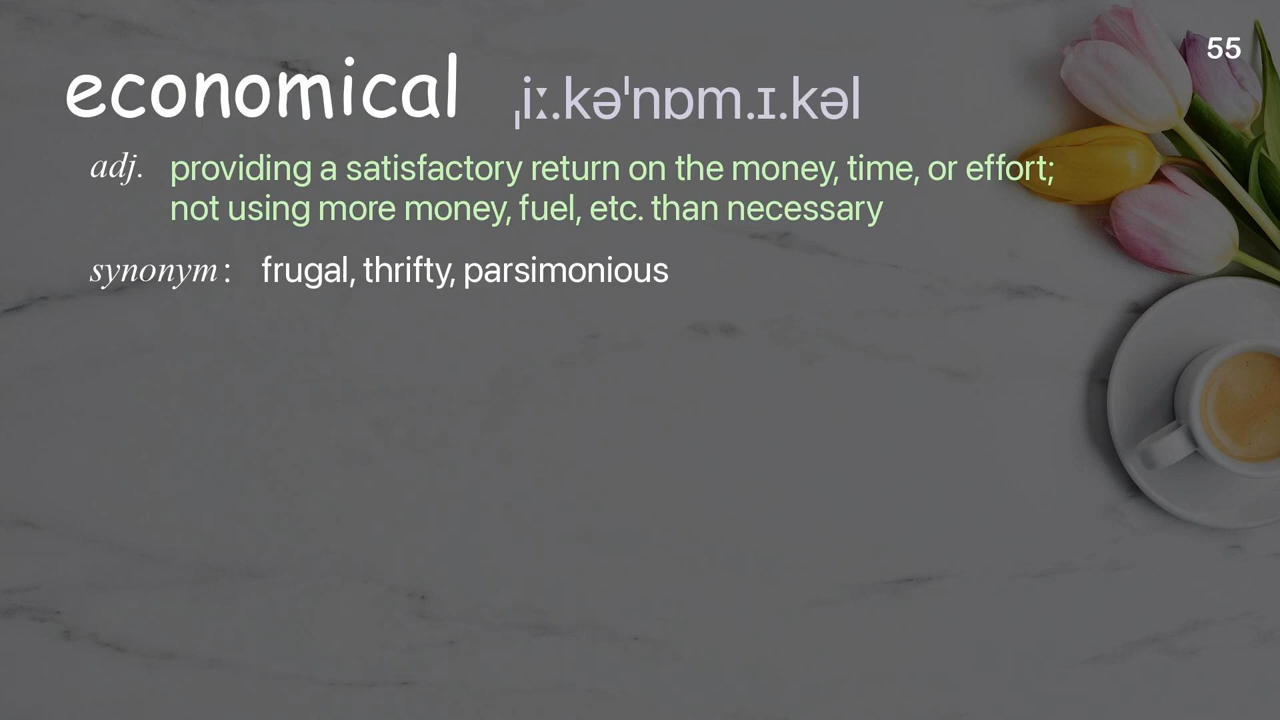 55
economical ˌiː.kəˈnɒm.ɪ.kəl
adj. providing a satisfactory return on the money, time, or effort;
not using more money, fuel, etc. than necessary
synonym : frugal, thrifty, parsimonious